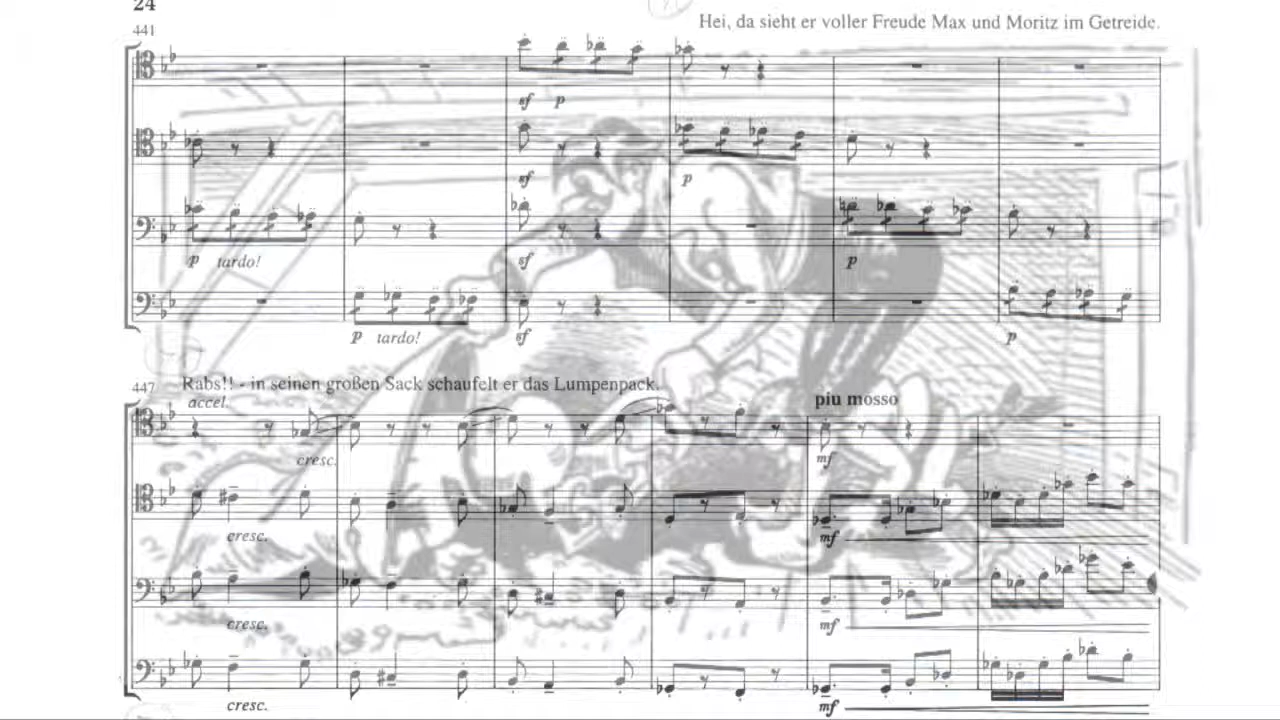 24
Hei, da sieht er voller Freude Max und Moritz im Getreide.
441
sf p
sf p
p tardo! sf p
p tardo! sf p
447 Rabs!! - in seinen großen Sack schaufelt er das Lumpenpack.
accel. piu mosso
cresc. mf
cresc. mf
cresc. mf
cresc. mf